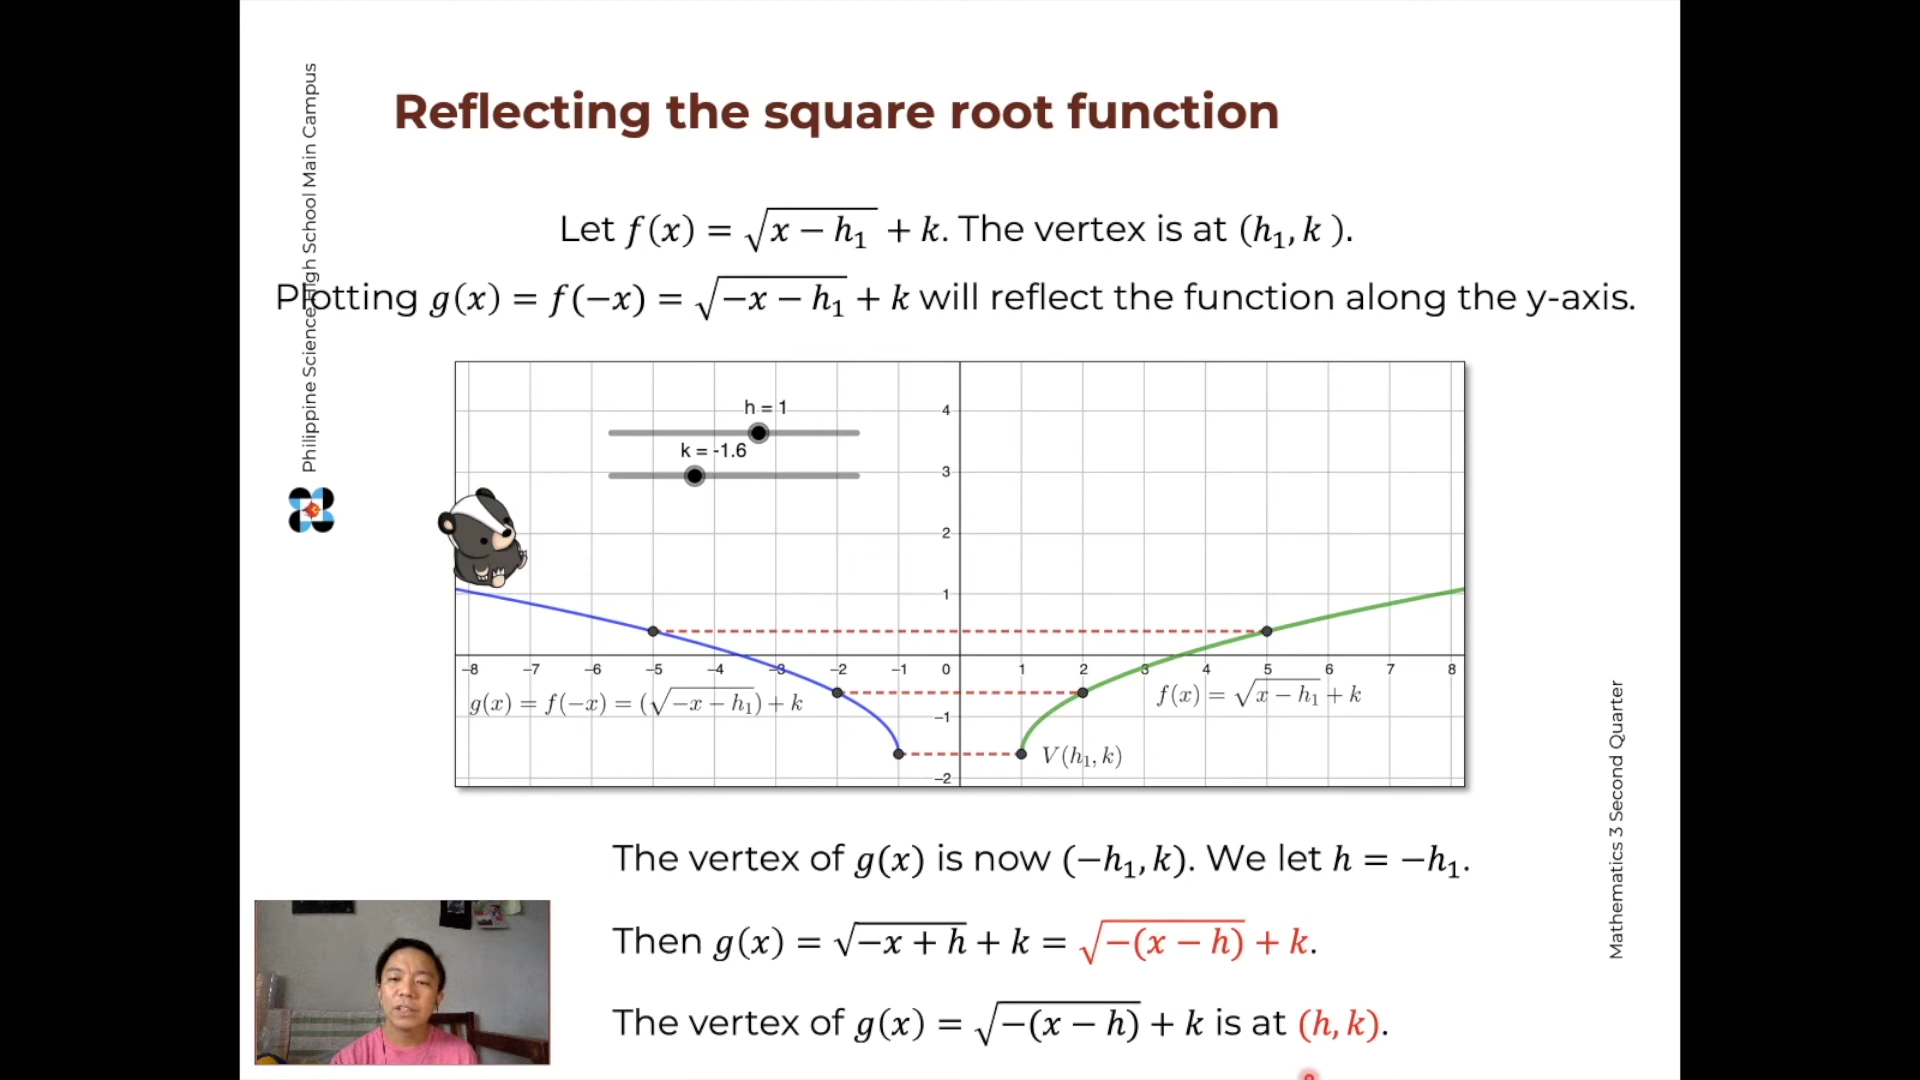 Philippine Science High School Main Campus
Reflecting the square root function
Let f(x) = √(x − h₁) + k. The vertex is at (h₁, k ).
Plotting g(x) = f(−x) = √(−x − h₁) + k will reflect the function along the y-axis.
h = 1
k = -1.6
4
3
2
1
−8 −7 −6 −5 −4 −3 −2 −1 0 1 2 3 4 5 6 7 8
g(x) = f(−x) = (√(−x − h₁)) + k
f(x) = √(x − h₁) + k
−1
V(h₁, k)
−2
The vertex of g(x) is now (−h₁, k). We let h = −h₁.
Then g(x) = √(−x + h) + k = √(−(x − h)) + k.
The vertex of g(x) = √(−(x − h)) + k is at (h, k).
Mathematics 3 Second Quarter